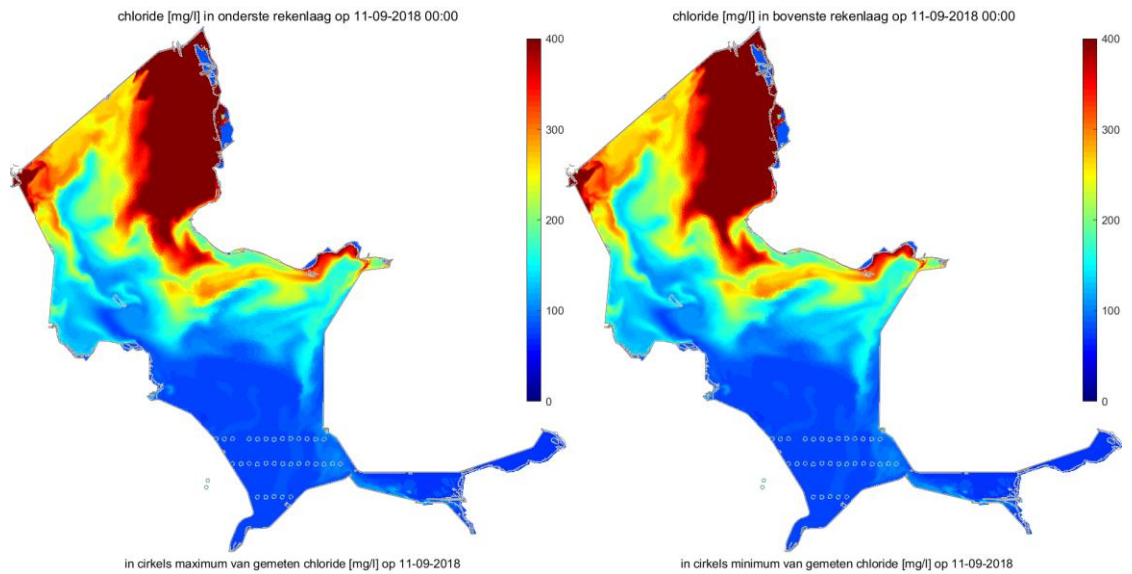 chloride [mg/l] in onderste rekenlaag op 11-09-2018 00:00
400
300
200
100
0
in cirkels maximum van gemeten chloride [mg/l] op 11-09-2018
chloride [mg/l] in bovenste rekenlaag op 11-09-2018 00:00
400
300
200
100
0
in cirkels minimum van gemeten chloride [mg/l] op 11-09-2018